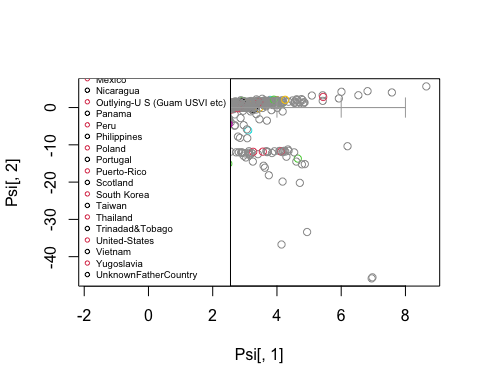 Mexico
Nicaragua
Outlying-U S (Guam USVI etc)
Panama
Peru
Philippines
Poland
Portugal
Puerto-Rico
Scotland
South Korea
Taiwan
Thailand
Trinadad&Tobago
United-States
Vietnam
Yugoslavia
UnknownFatherCountry
Psi[, 2]
0
-10
-20
-30
-40
-2 0 2 4 6 8
Psi[, 1]